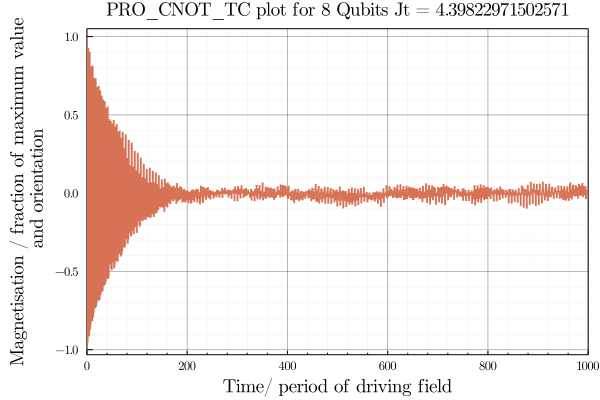 PRO_CNOT_TC plot for 8 Qubits Jt = 4.39822971502571
Magnetisation / fraction of maximum value
and orientation
1.0
0.5
0.0
−0.5
−1.0
0 200 400 600 800 1000
Time/ period of driving field